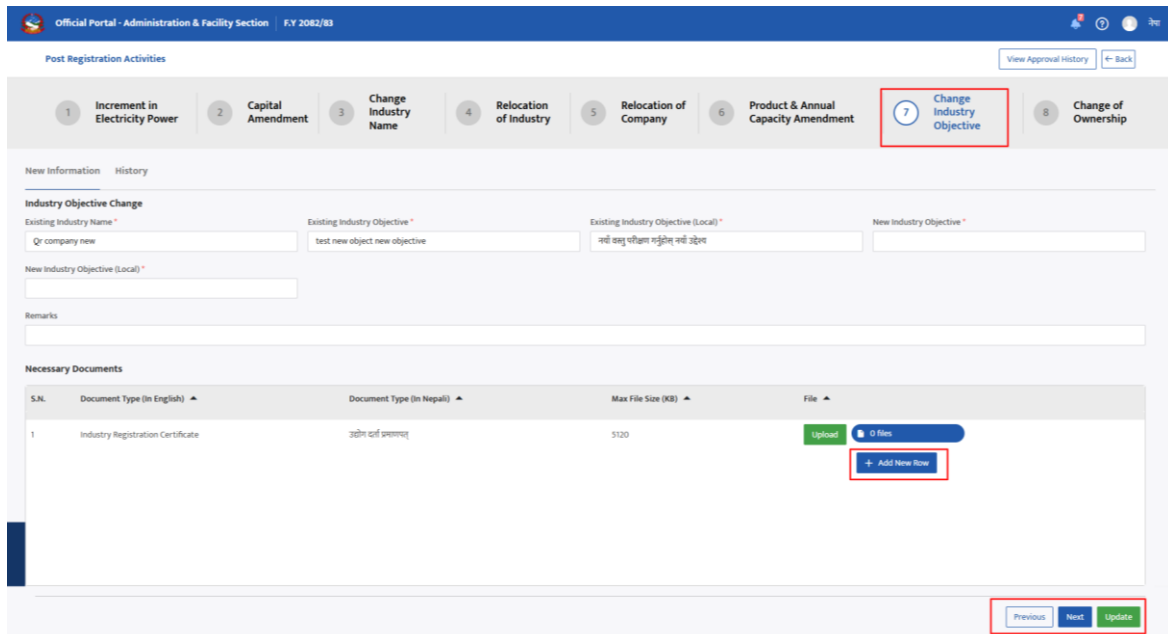 Official Portal - Administration & Facility Section | F.Y 2082/83
नेपा
Post Registration Activities
View Approval History
← Back
1 Increment in Electricity Power
2 Capital Amendment
3 Change Industry Name
4 Relocation of Industry
5 Relocation of Company
6 Product & Annual Capacity Amendment
7 Change Industry Objective
8 Change of Ownership
New Information History
Industry Objective Change
Existing Industry Name * Existing Industry Objective * Existing Industry Objective (Local) * New Industry Objective *
Qr company new test new object new objective नयाँ वस्तु परीक्षण गर्नुहोस् नयाँ उद्देश्य
New Industry Objective (Local) *
Remarks
Necessary Documents
S.N. Document Type (In English) Document Type (In Nepali) Max File Size (KB) File
1 Industry Registration Certificate उद्योग दर्ता प्रमाणपत् 5120 Upload 0 files
+ Add New Row
Previous Next Update